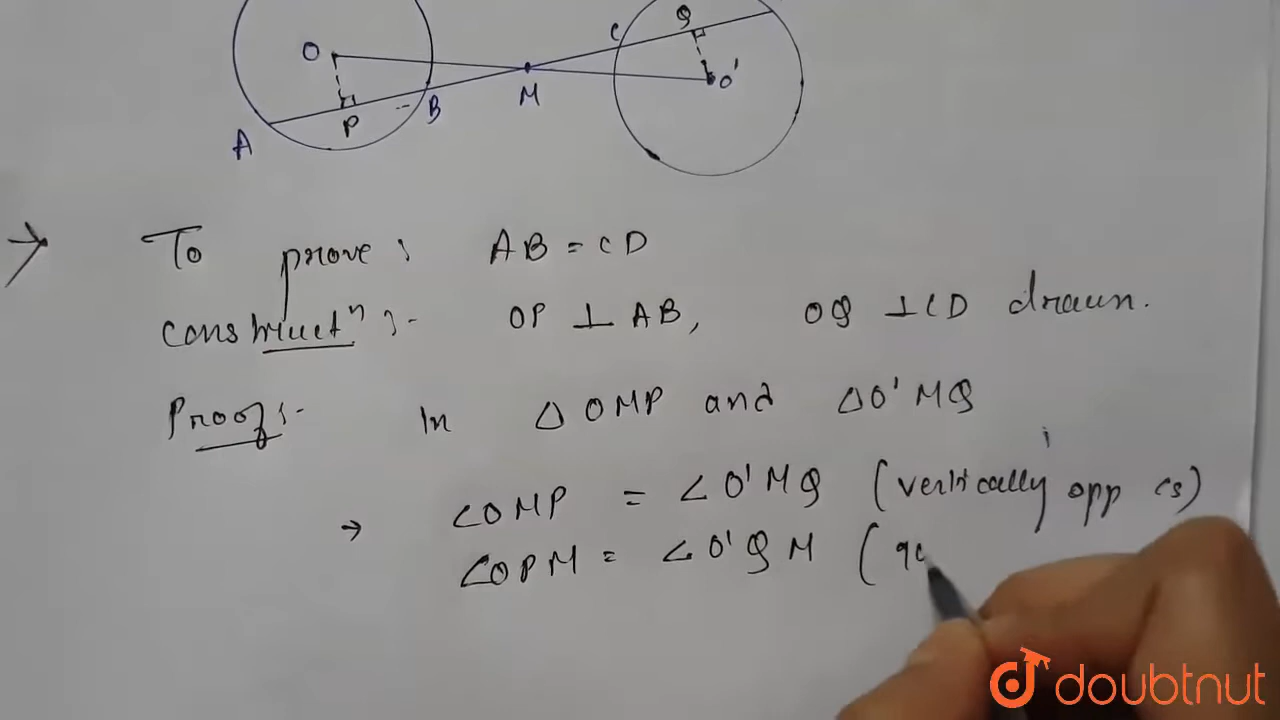 O
P
A
B
M
C
Q
O'
To prove : AB = CD
Constructⁿ :- OP ⊥ AB, OQ ⊥ CD drawn.
Proof :- In △OMP and △O'MQ
→ ∠OMP = ∠O'MQ (vertically opp ∠s)
∠OPM = ∠O'QM (90
doubtnut